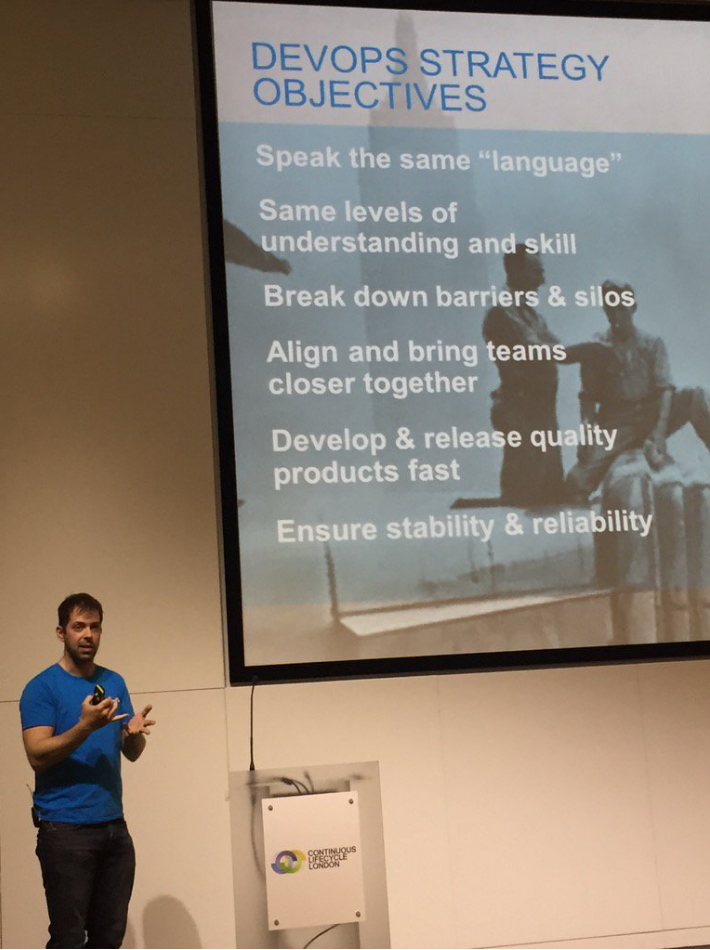 DEVOPS STRATEGY
OBJECTIVES
Speak the same “language”
Same levels of
understanding and skill
Break down barriers & silos
Align and bring teams
closer together
Develop & release quality
products fast
Ensure stability & reliability
CONTINUOUS
LIFECYCLE
LONDON